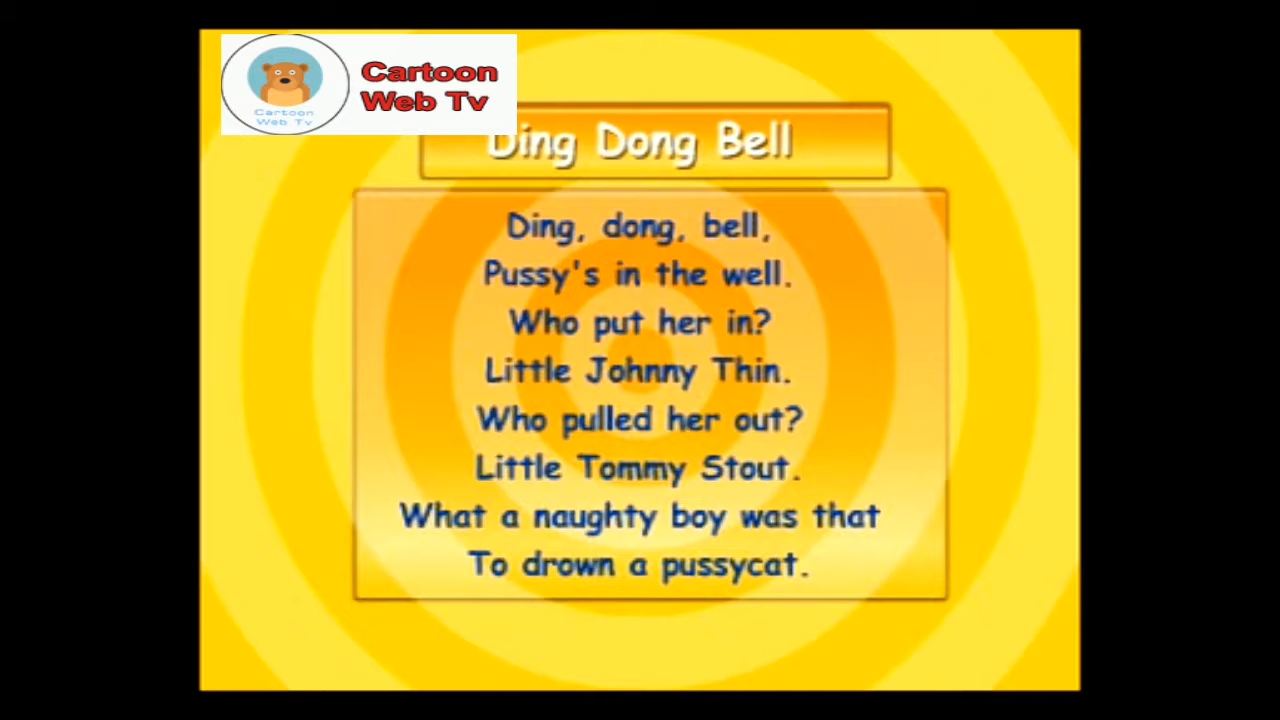 Cartoon
Web Tv
Cartoon
Web Tv
Ding Dong Bell
Ding, dong, bell,
Pussy's in the well.
Who put her in?
Little Johnny Thin.
Who pulled her out?
Little Tommy Stout.
What a naughty boy was that
To drown a pussycat.